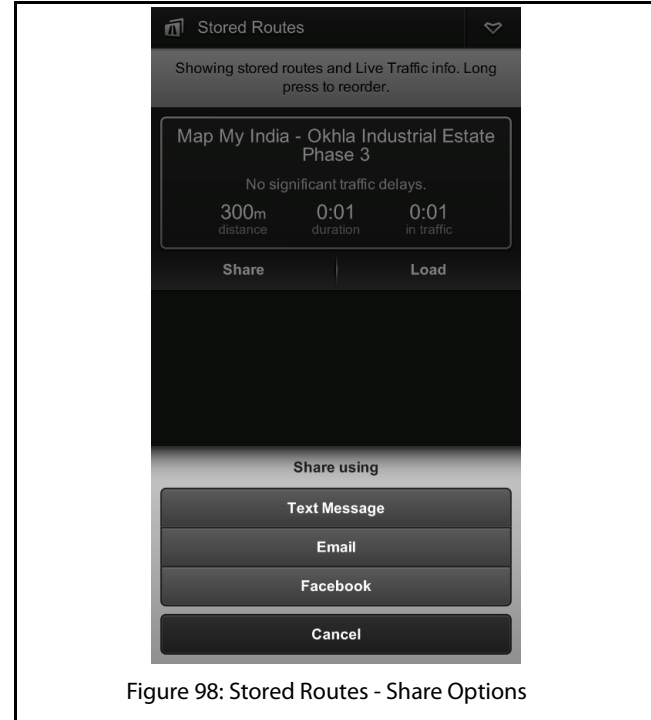 Stored Routes
Showing stored routes and Live Traffic info. Long
press to reorder.
Map My India - Okhla Industrial Estate
Phase 3
No significant traffic delays.
300m 0:01 0:01
distance duration in traffic
Share Load
Share using
Text Message
Email
Facebook
Cancel
Figure 98: Stored Routes - Share Options